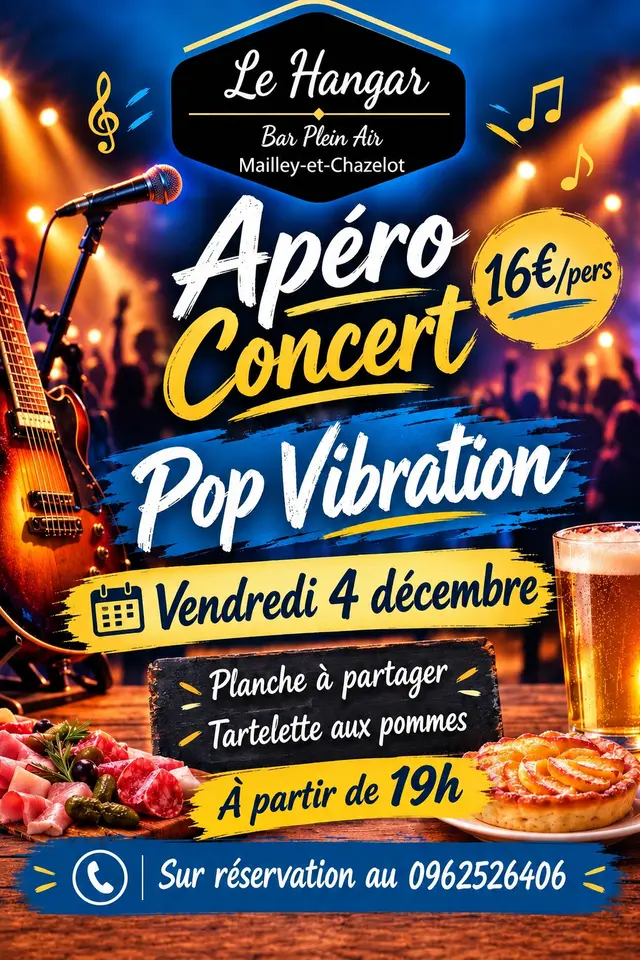 Le Hangar
Bar Plein Air
Mailley-et-Chazelot
Apéro
Concert
16€/pers
Pop Vibration
Vendredi 4 décembre
Planche à partager
Tartelette aux pommes
À partir de 19h
Sur réservation au 0962526406